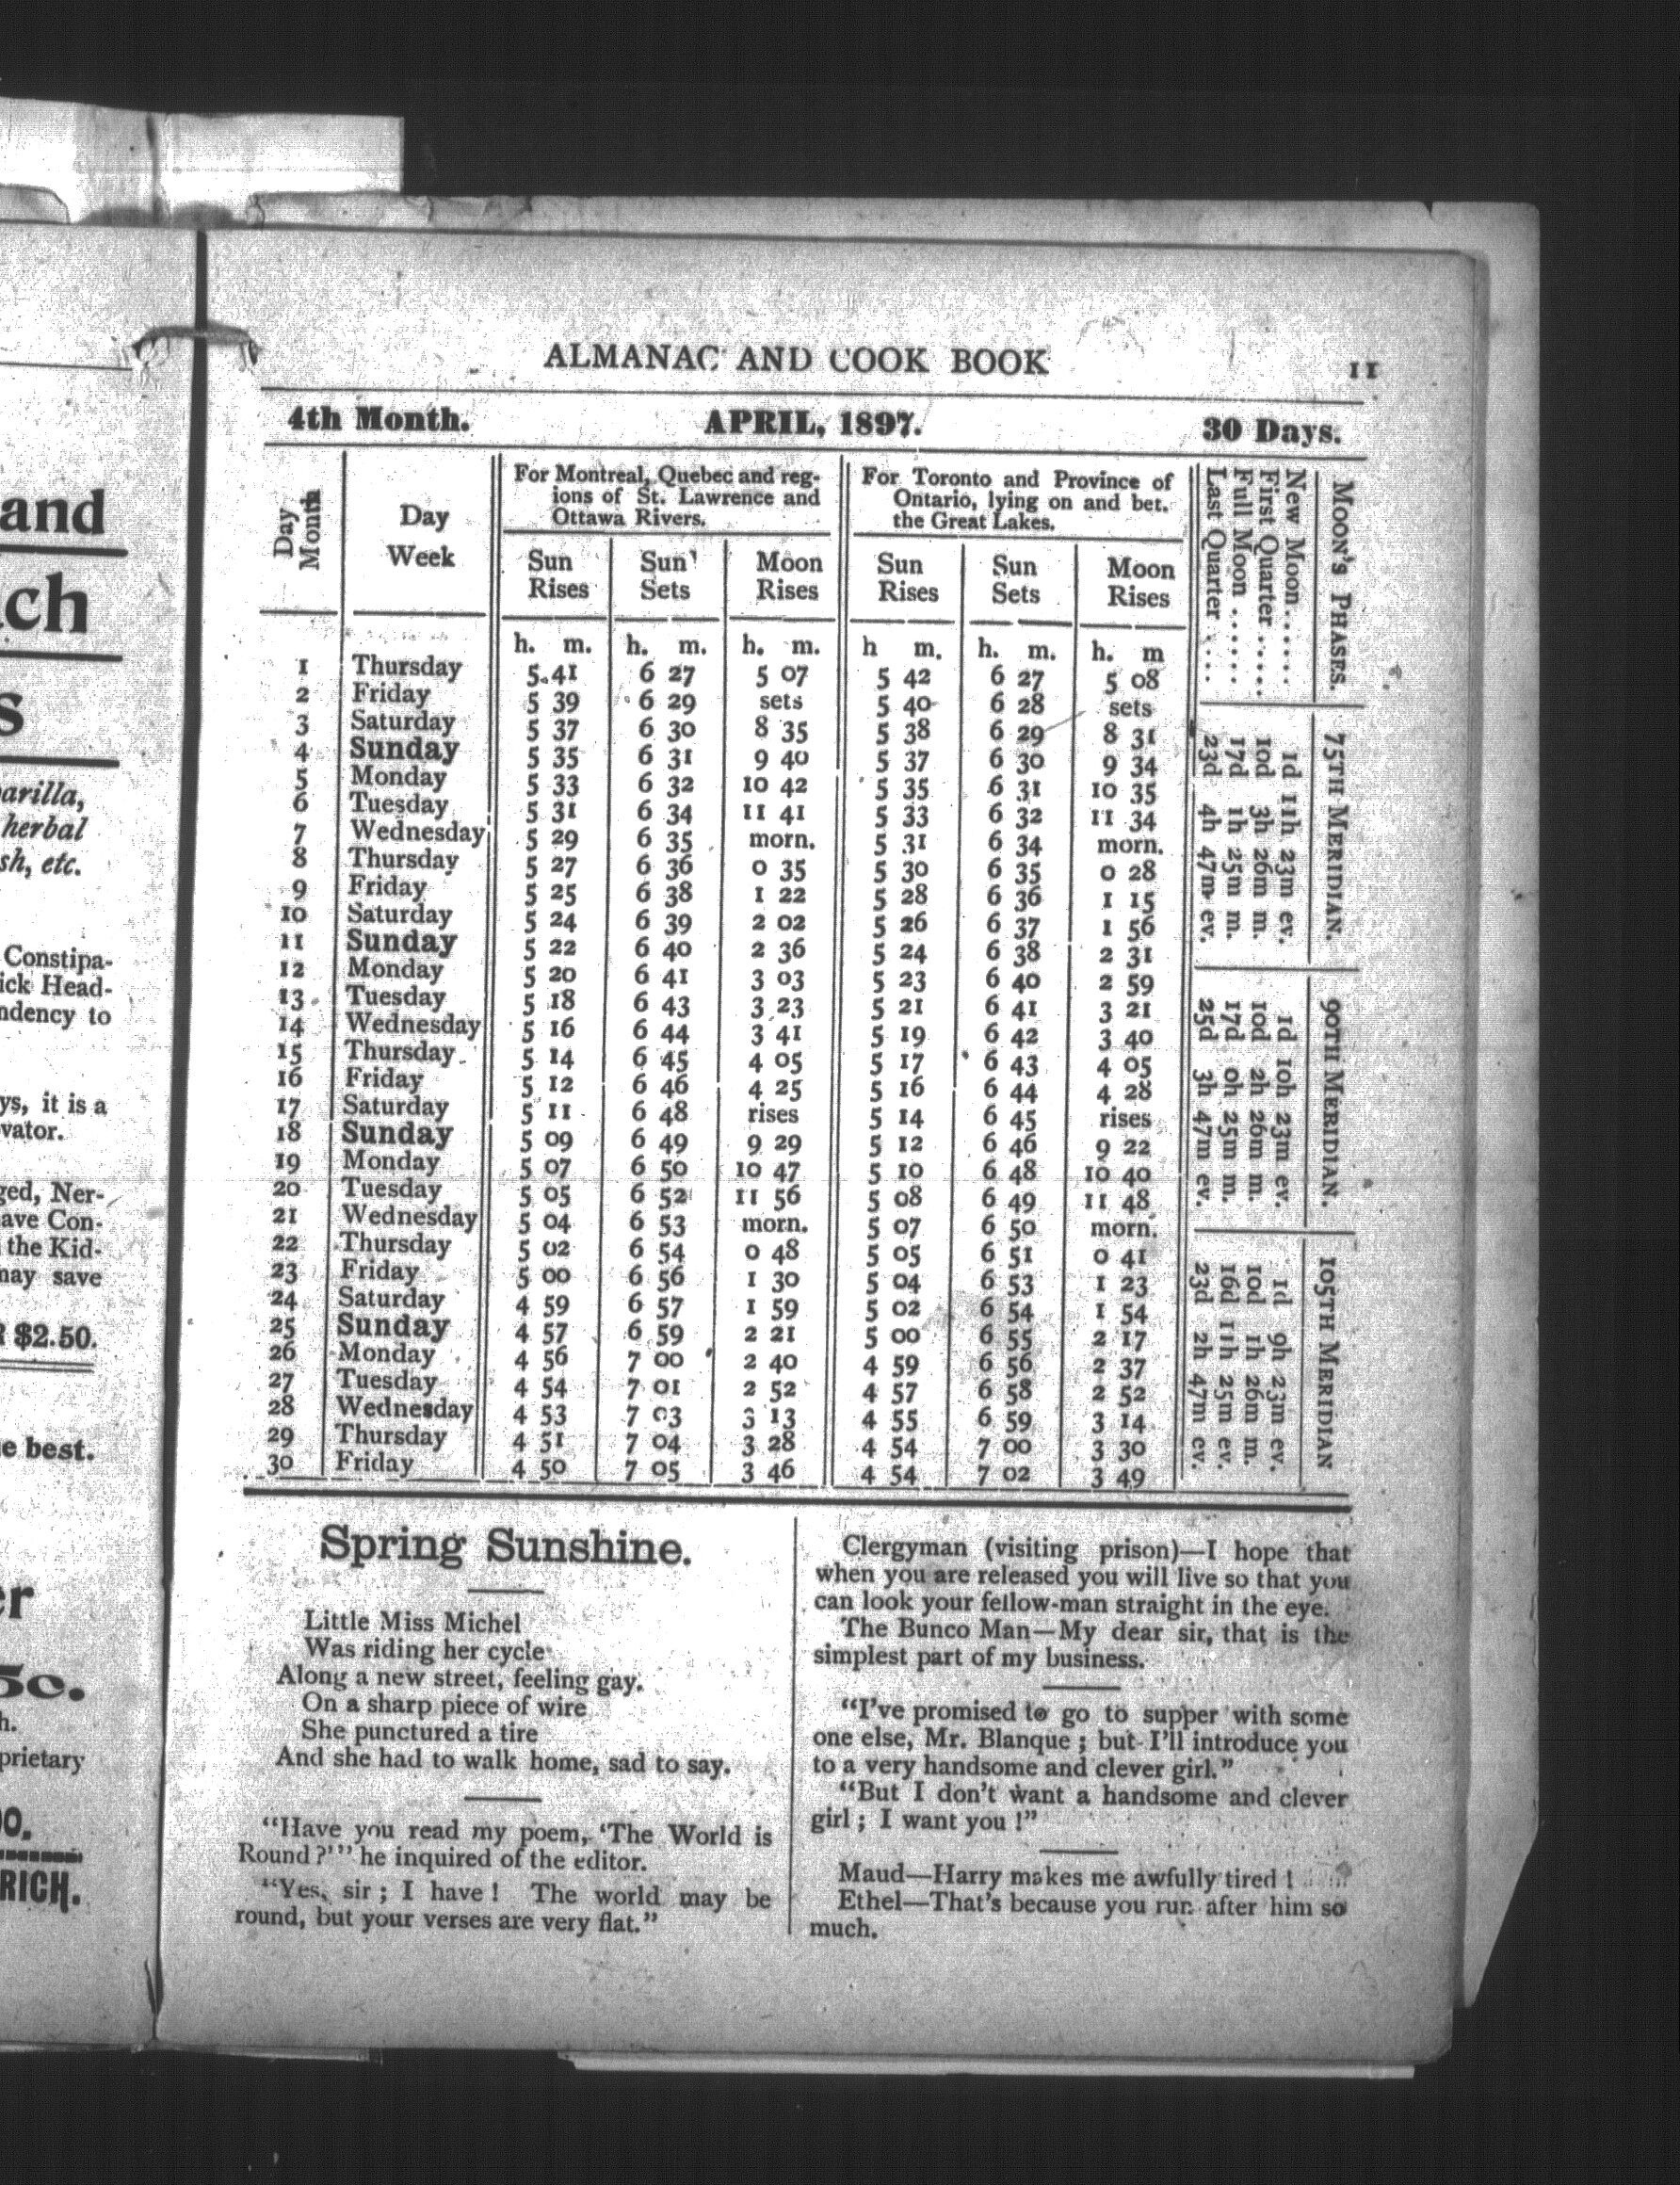 and
ach
s
arilla,
herbal
sh, etc.
Constipa-
ick Head-
ndency to
ys, it is a
vator.
ged, Ner-
ave Con-
the Kid-
may save
R $2.50.
e best.
er
5c.
h.
prietary
00.
RICH.
ALMANAC AND COOK BOOK 11
4th Month. APRIL, 1897. 30 Days.
Day Month
Day Week
For Montreal, Quebec and reg-
ions of St. Lawrence and
Ottawa Rivers.
For Toronto and Province of
Ontario, lying on and bet.
the Great Lakes.
Sun Rises Sun Sets Moon Rises Sun Rises Sun Sets Moon Rises
h. m. h. m. h. m. h m. h. m. h. m
1 Thursday 5 41 6 27 5 07 5 42 6 27 5 08
2 Friday 5 39 6 29 sets 5 40 6 28 sets
3 Saturday 5 37 6 30 8 35 5 38 6 29 8 31
4 Sunday 5 35 6 31 9 40 5 37 6 30 9 34
5 Monday 5 33 6 32 10 42 5 35 6 31 10 35
6 Tuesday 5 31 6 34 11 41 5 33 6 32 11 34
7 Wednesday 5 29 6 35 morn. 5 31 6 34 morn.
8 Thursday 5 27 6 36 0 35 5 30 6 35 0 28
9 Friday 5 25 6 38 1 22 5 28 6 36 1 15
10 Saturday 5 24 6 39 2 02 5 26 6 37 1 56
11 Sunday 5 22 6 40 2 36 5 24 6 38 2 31
12 Monday 5 20 6 41 3 03 5 23 6 40 2 59
13 Tuesday 5 18 6 43 3 23 5 21 6 41 3 21
14 Wednesday 5 16 6 44 3 41 5 19 6 42 3 40
15 Thursday 5 14 6 45 4 05 5 17 6 43 4 05
16 Friday 5 12 6 46 4 25 5 16 6 44 4 28
17 Saturday 5 11 6 48 rises 5 14 6 45 rises
18 Sunday 5 09 6 49 9 29 5 12 6 46 9 22
19 Monday 5 07 6 50 10 47 5 10 6 48 10 40
20 Tuesday 5 05 6 52 11 56 5 08 6 49 11 48
21 Wednesday 5 04 6 53 morn. 5 07 6 50 morn.
22 Thursday 5 02 6 54 0 48 5 05 6 51 0 41
23 Friday 5 00 6 56 1 30 5 04 6 53 1 23
24 Saturday 4 59 6 57 1 59 5 02 6 54 1 54
25 Sunday 4 57 6 59 2 21 5 00 6 55 2 17
26 Monday 4 56 7 00 2 40 4 59 6 56 2 37
27 Tuesday 4 54 7 01 2 52 4 57 6 58 2 52
28 Wednesday 4 53 7 03 3 13 4 55 6 59 3 14
29 Thursday 4 51 7 04 3 28 4 54 7 00 3 30
30 Friday 4 50 7 05 3 46 4 54 7 02 3 49
MOON'S PHASES. 75TH MERIDIAN. 90TH MERIDIAN. 105TH MERIDIAN
New Moon...... 1d 11h 23m ev. 1d 10h 23m ev. 1d 9h 23m ev.
First Quarter..... 10d 3h 26m m. 10d 2h 26m m. 10d 1h 26m m.
Full Moon...... 17d 1h 25m m. 17d 0h 25m m. 16d 11h 25m ev.
Last Quarter.... 23d 4h 47m ev. 25d 3h 47m ev. 23d 2h 47m ev.
Spring Sunshine.
Little Miss Michel
Was riding her cycle
Along a new street, feeling gay.
On a sharp piece of wire
She punctured a tire
And she had to walk home, sad to say.
"Have you read my poem, 'The World is
Round?'" he inquired of the editor.
"Yes, sir; I have! The world may be
round, but your verses are very flat."
Clergyman (visiting prison)—I hope that
when you are released you will live so that you
can look your fellow-man straight in the eye.
The Bunco Man—My dear sir, that is the
simplest part of my business.
"I've promised to go to supper with some
one else, Mr. Blanque; but I'll introduce you
to a very handsome and clever girl."
"But I don't want a handsome and clever
girl; I want you!"
Maud—Harry makes me awfully tired!
Ethel—That's because you run after him so
much.